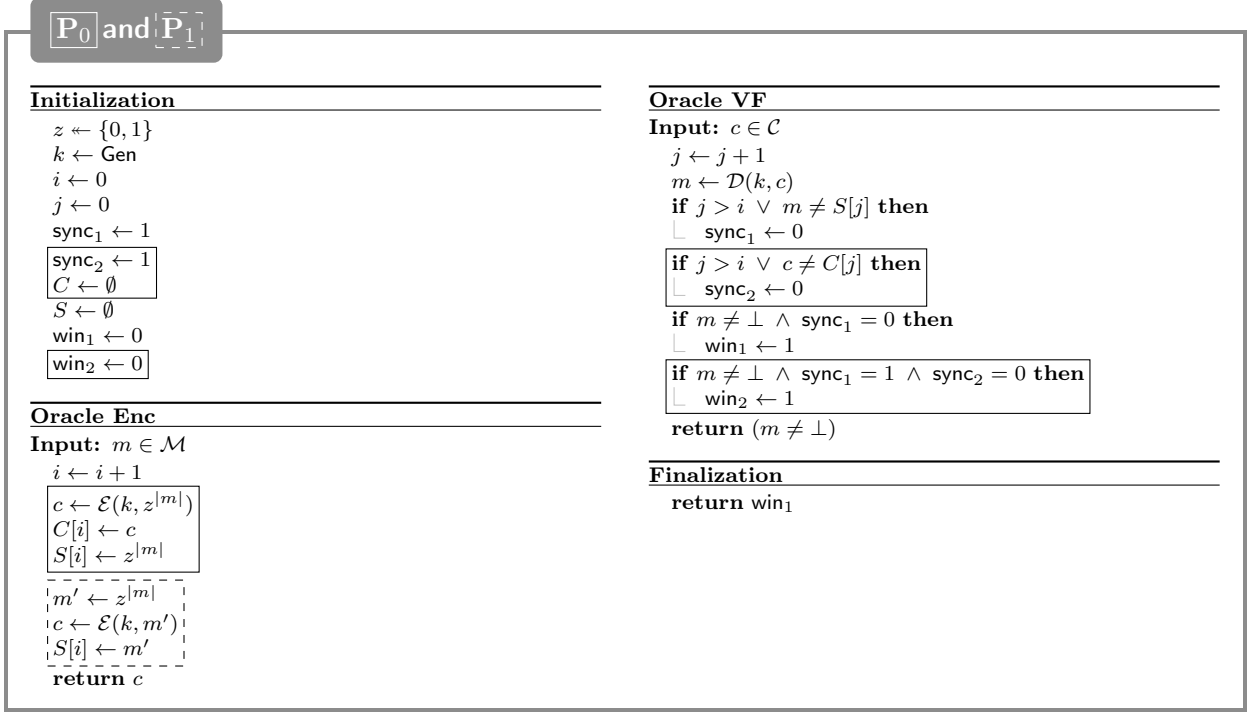 P₀ and P₁
Initialization
z ↞ {0, 1}
k ← Gen
i ← 0
j ← 0
sync₁ ← 1
sync₂ ← 1
C ← ∅
S ← ∅
win₁ ← 0
win₂ ← 0
Oracle Enc
Input: m ∈ ℳ
i ← i + 1
c ← ℰ(k, z^|m|)
C[i] ← c
S[i] ← z^|m|
m′ ← z^|m|
c ← ℰ(k, m′)
S[i] ← m′
return c
Oracle VF
Input: c ∈ 𝒞
j ← j + 1
m ← 𝒟(k, c)
if j > i ∨ m ≠ S[j] then
sync₁ ← 0
if j > i ∨ c ≠ C[j] then
sync₂ ← 0
if m ≠ ⊥ ∧ sync₁ = 0 then
win₁ ← 1
if m ≠ ⊥ ∧ sync₁ = 1 ∧ sync₂ = 0 then
win₂ ← 1
return (m ≠ ⊥)
Finalization
return win₁